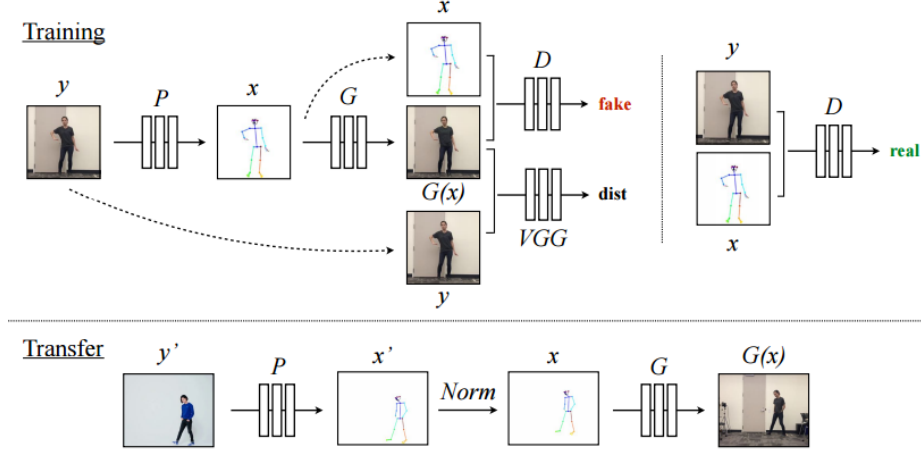 Training
y
P
x
G
x
G(x)
y
D
fake
VGG
dist
y
x
D
real
Transfer
y'
P
x'
Norm
x
G
G(x)